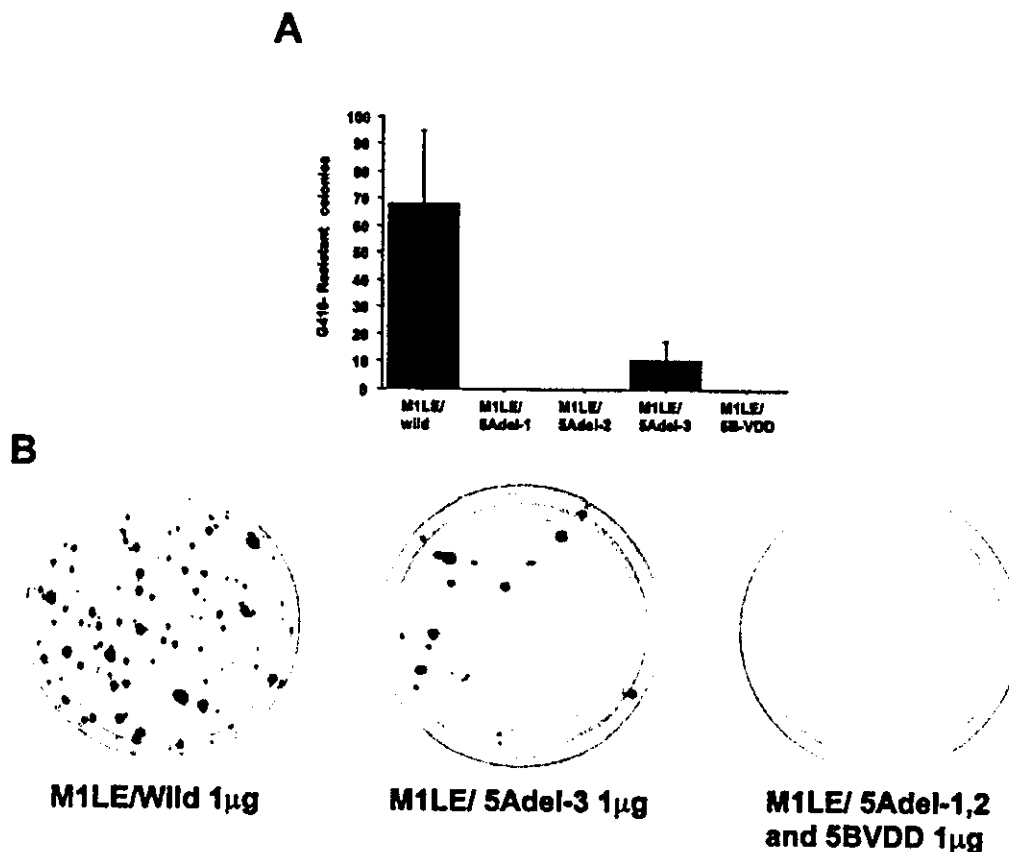 A
G418- Resistant colonies
100
90
80
70
60
50
40
30
20
10
0
M1LE/
wild
M1LE/
5Adel-1
M1LE/
5Adel-2
M1LE/
5Adel-3
M1LE/
5B-VDD
B
M1LE/Wild 1µg
M1LE/ 5Adel-3 1µg
M1LE/ 5Adel-1,2
and 5BVDD 1µg